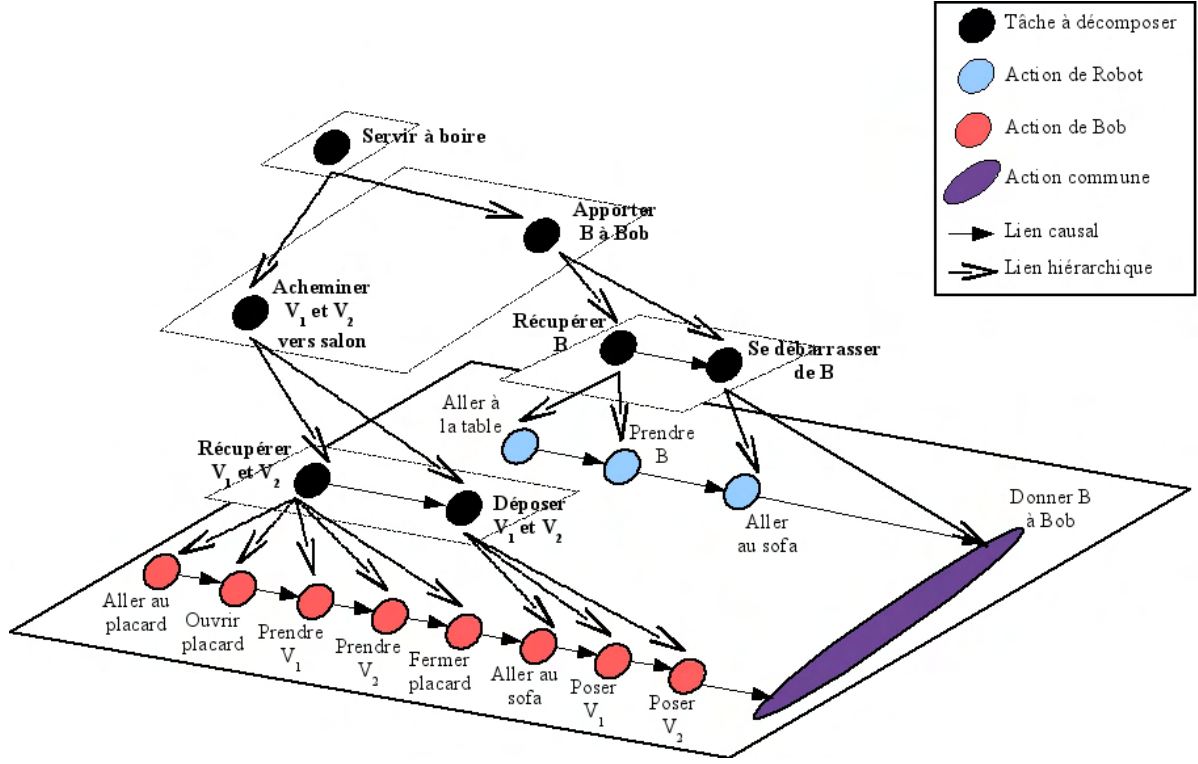 Tâche à décomposer
Action de Robot
Action de Bob
Action commune
Lien causal
Lien hiérarchique
Servir à boire
Apporter
B à Bob
Acheminer
V₁ et V₂
vers salon
Récupérer
B
Se débarrasser
de B
Aller à
la table
Prendre
B
Aller
au sofa
Donner B
à Bob
Récupérer
V₁ et V₂
Déposer
V₁ et V₂
Aller au
placard
Ouvrir
placard
Prendre
V₁
Prendre
V₂
Fermer
placard
Aller au
sofa
Poser
V₁
Poser
V₂